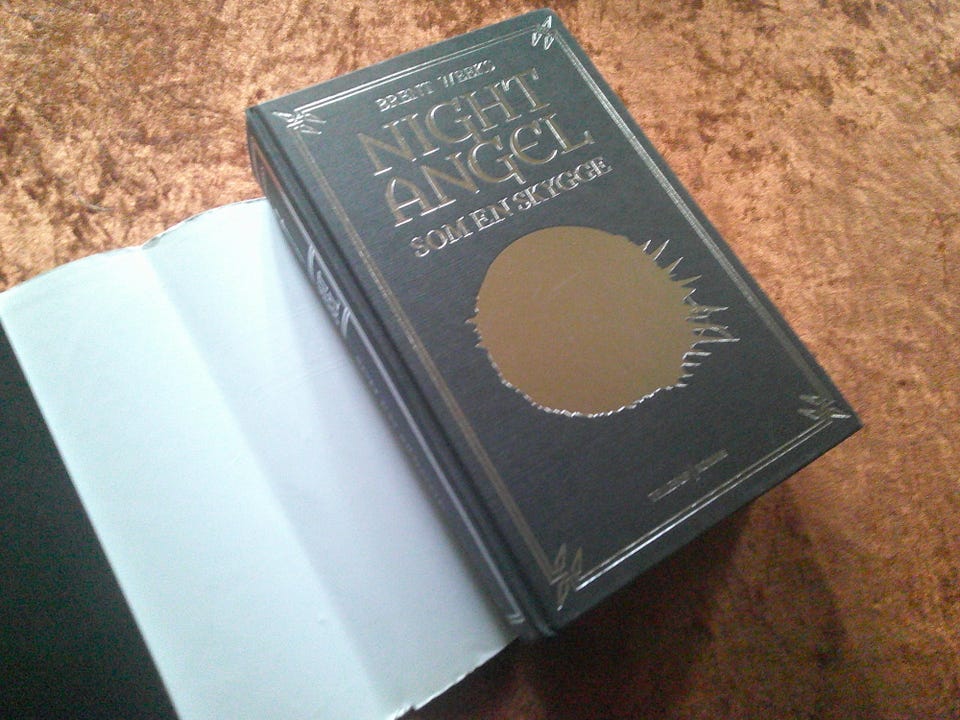 BRENT WEEKS
NIGHT
ANGEL
SOM EN SKYGGE